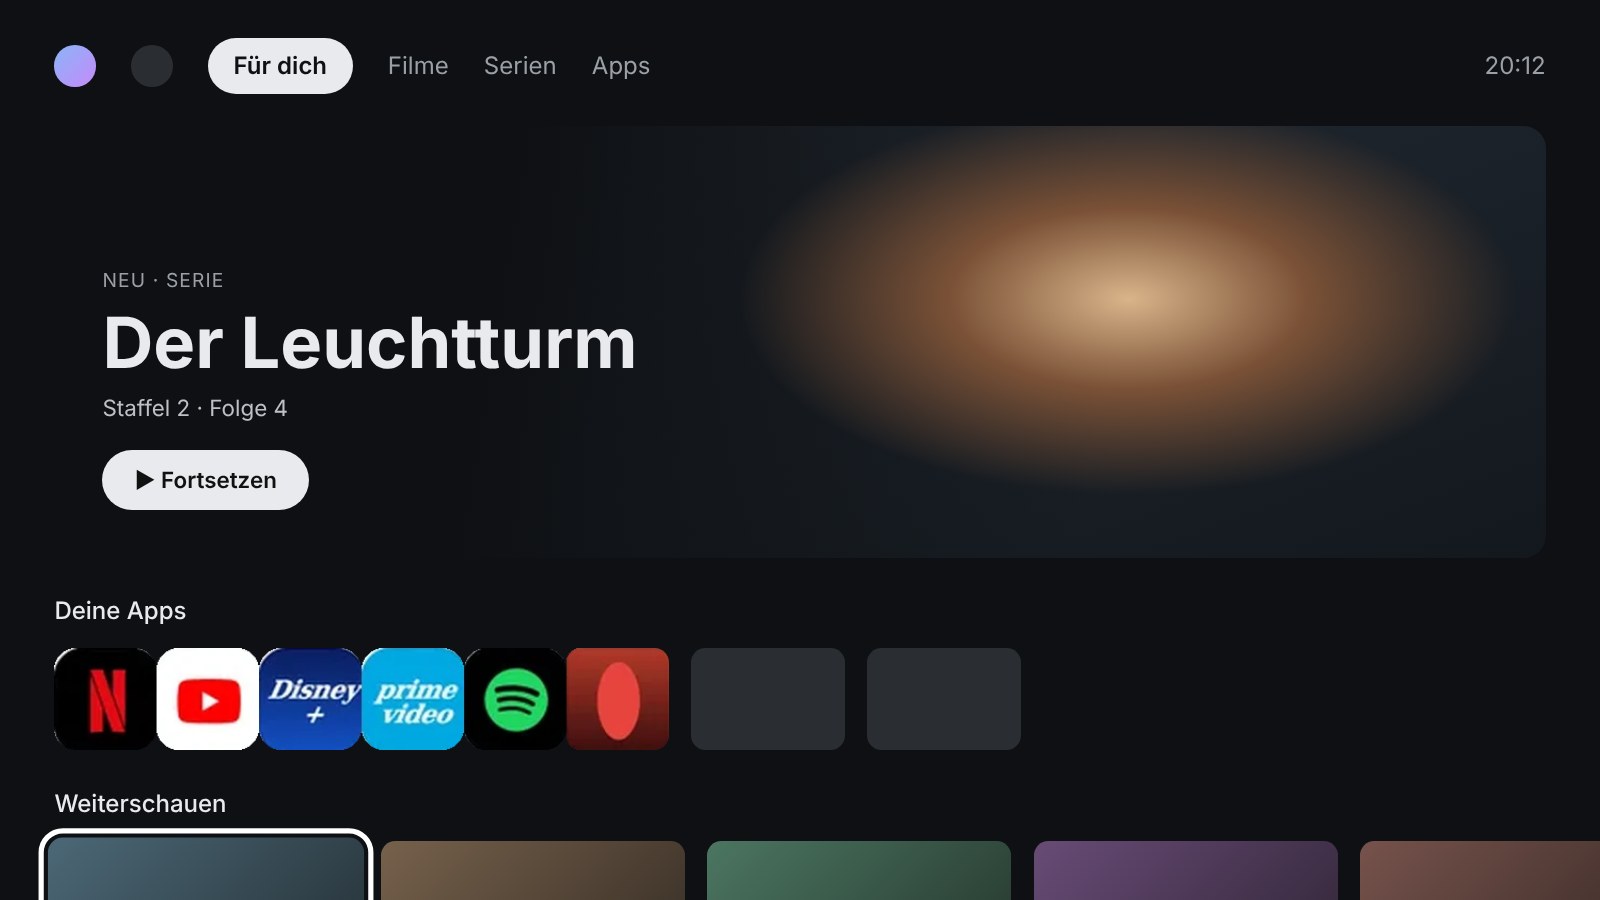 Für dich
Filme
Serien
Apps
20:12
NEU · SERIE
Der Leuchtturm
Staffel 2 · Folge 4
▶ Fortsetzen
Deine Apps
N
Disney
+
prime
video
Weiterschauen